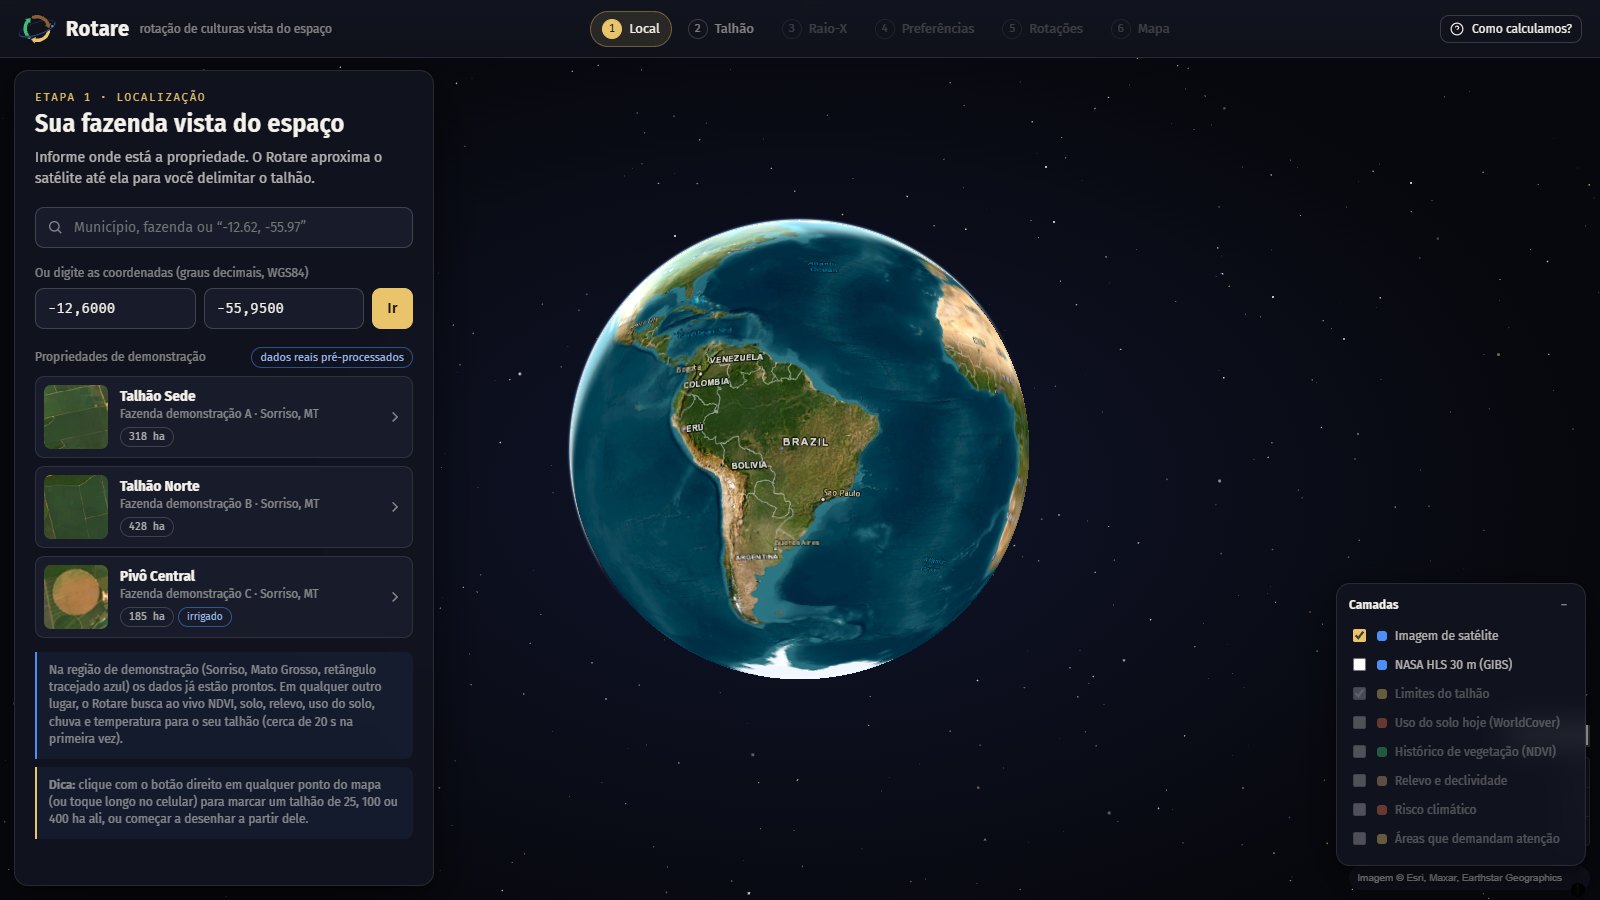 Rotare
rotação de culturas vista do espaço
1 Local
2 Talhão
3 Raio-X
4 Preferências
5 Rotações
6 Mapa
Como calculamos?
ETAPA 1 · LOCALIZAÇÃO
Sua fazenda vista do espaço
Informe onde está a propriedade. O Rotare aproxima o
satélite até ela para você delimitar o talhão.
Município, fazenda ou “-12.62, -55.97”
Ou digite as coordenadas (graus decimais, WGS84)
-12,6000
-55,9500
Ir
Propriedades de demonstração
dados reais pré-processados
Talhão Sede
Fazenda demonstração A · Sorriso, MT
318 ha
Talhão Norte
Fazenda demonstração B · Sorriso, MT
428 ha
Pivô Central
Fazenda demonstração C · Sorriso, MT
185 ha
irrigado
Na região de demonstração (Sorriso, Mato Grosso, retângulo
tracejado azul) os dados já estão prontos. Em qualquer outro
lugar, o Rotare busca ao vivo NDVI, solo, relevo, uso do solo,
chuva e temperatura para o seu talhão (cerca de 20 s na
primeira vez).
Dica: clique com o botão direito em qualquer ponto do mapa
(ou toque longo no celular) para marcar um talhão de 25, 100 ou
400 ha ali, ou começar a desenhar a partir dele.
VENEZUELA
COLOMBIA
ERU
BRAZIL
BOLIVIA
Sao Paulo
Buenos Aires
ARGENTINA
Camadas
Imagem de satélite
NASA HLS 30 m (GIBS)
Limites do talhão
Uso do solo hoje (WorldCover)
Histórico de vegetação (NDVI)
Relevo e declividade
Risco climático
Áreas que demandam atenção
Imagem © Esri, Maxar, Earthstar Geographics